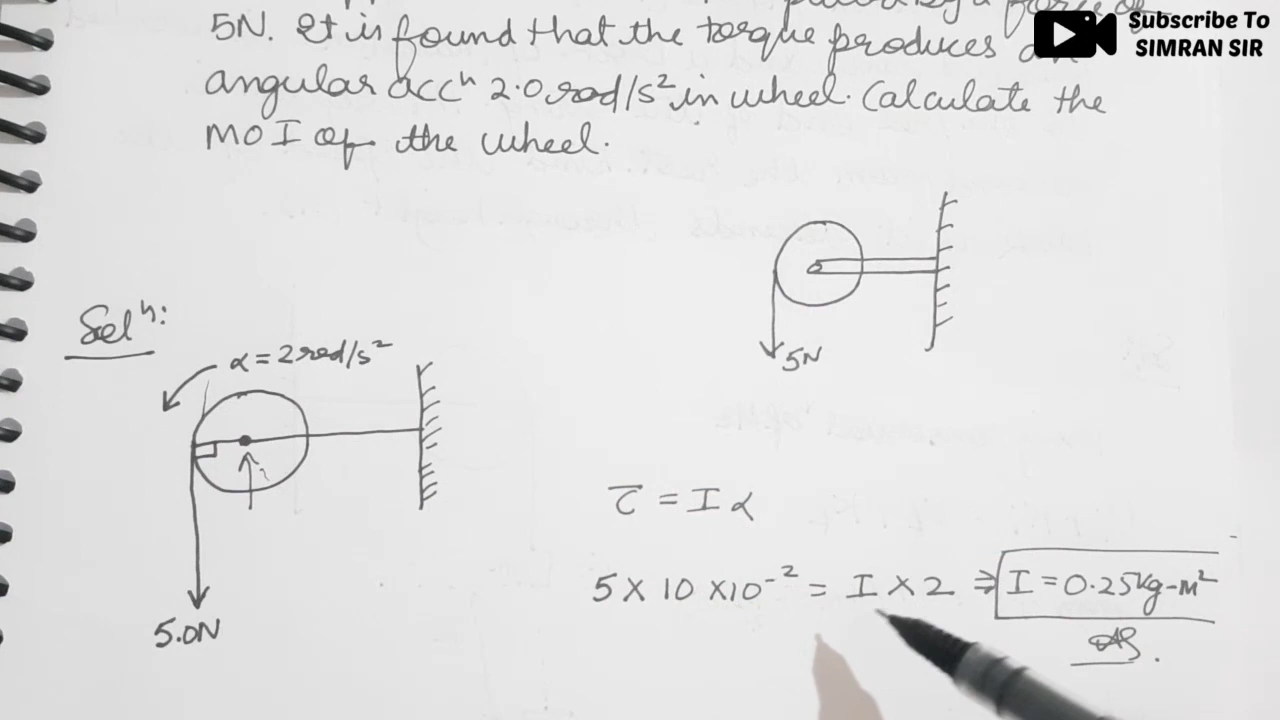 Subscribe To
SIMRAN SIR
5N. It is found that the torque produces an
angular accⁿ 2.0 rad/s² in wheel. Calculate the
MOI of the wheel.
5N
Solⁿ:
α = 2rad/s²
5.0N
τ = Iα
5 × 10 × 10⁻² = I × 2 ⇒ I = 0.25 kg-m²